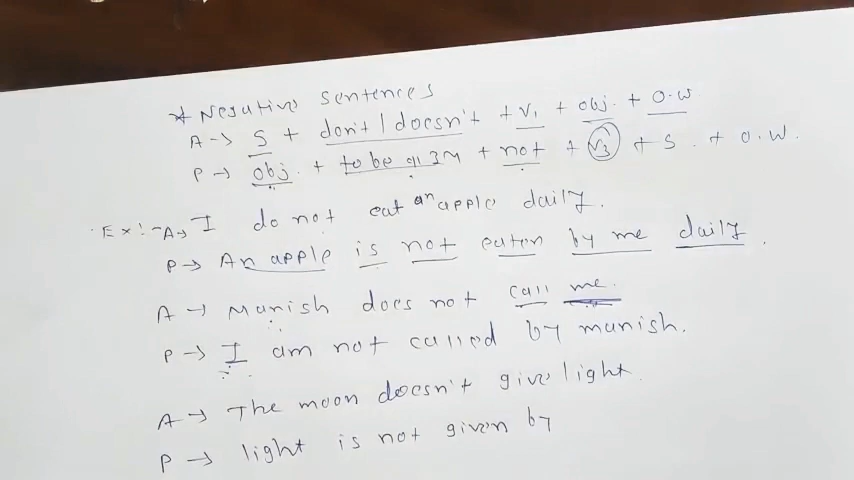 * Negative sentences
A → S + don't / doesn't + V1 + obj. + O.W
P → obj. + to be का 3M + not + V3 + S. + O.W.
Ex:- A → I do not eat an apple daily.
P → An apple is not eaten by me daily.
A → Manish does not call me.
P → I am not called by manish.
A → The moon doesn't give light.
P → light is not given by